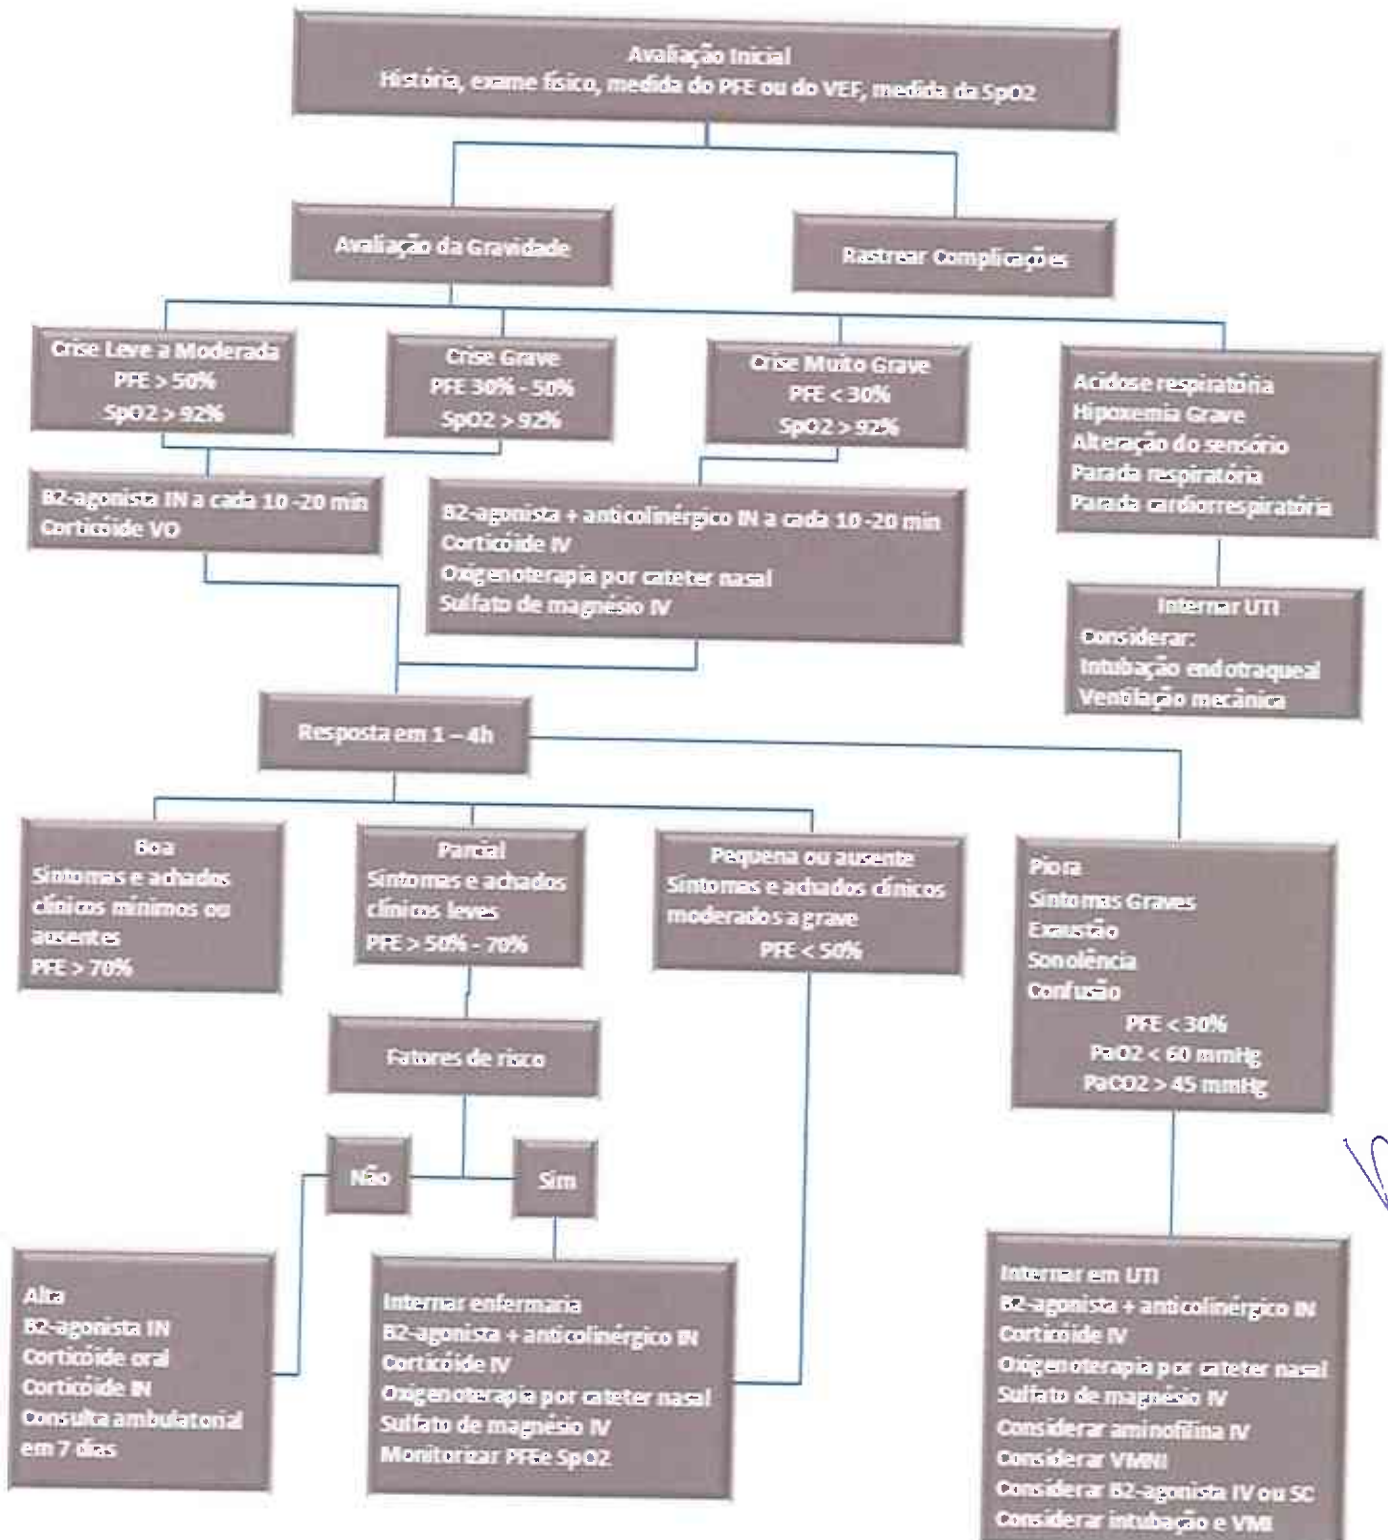 Avaliação Inicial
História, exame físico, medida do PFE ou do VEF, medida da SpO2
Avaliação da Gravidade
Rastrear Complicações
Crise Leve a Moderada
PFE > 50%
SpO2 > 92%
Crise Grave
PFE 30% - 50%
SpO2 > 92%
Crise Muito Grave
PFE < 30%
SpO2 > 92%
Acidose respiratória
Hipoxemia Grave
Alteração do sensório
Parada respiratória
Parada cardiorrespiratória
B2-agonista IN a cada 10 -20 min
Corticóide VO
B2-agonista + anticolinérgico IN a cada 10 -20 min
Corticóide IV
Oxigenoterapia por cateter nasal
Sulfato de magnésio IV
Internar UTI
Considerar:
Intubação endotraqueal
Ventilação mecânica
Resposta em 1 – 4h
Boa
Sintomas e achados
clínicos mínimos ou
ausentes
PFE > 70%
Parcial
Sintomas e achados
clínicos leves
PFE > 50% - 70%
Pequena ou ausente
Sintomas e achados clínicos
moderados a grave
PFE < 50%
Piora
Sintomas Graves
Exaustão
Sonolência
Confusão
PFE < 30%
PaO2 < 60 mmHg
PaCO2 > 45 mmHg
Fatores de risco
Não
Sim
Alta
B2-agonista IN
Corticóide oral
Corticóide IN
Consulta ambulatorial
em 7 dias
Internar enfermaria
B2-agonista + anticolinérgico IN
Corticóide IV
Oxigenoterapia por cateter nasal
Sulfato de magnésio IV
Monitorizar PFE e SpO2
Internar em UTI
B2-agonista + anticolinérgico IN
Corticóide IV
Oxigenoterapia por cateter nasal
Sulfato de magnésio IV
Considerar aminofilina IV
Considerar VMNI
Considerar B2-agonista IV ou SC
Considerar intubação e VMI